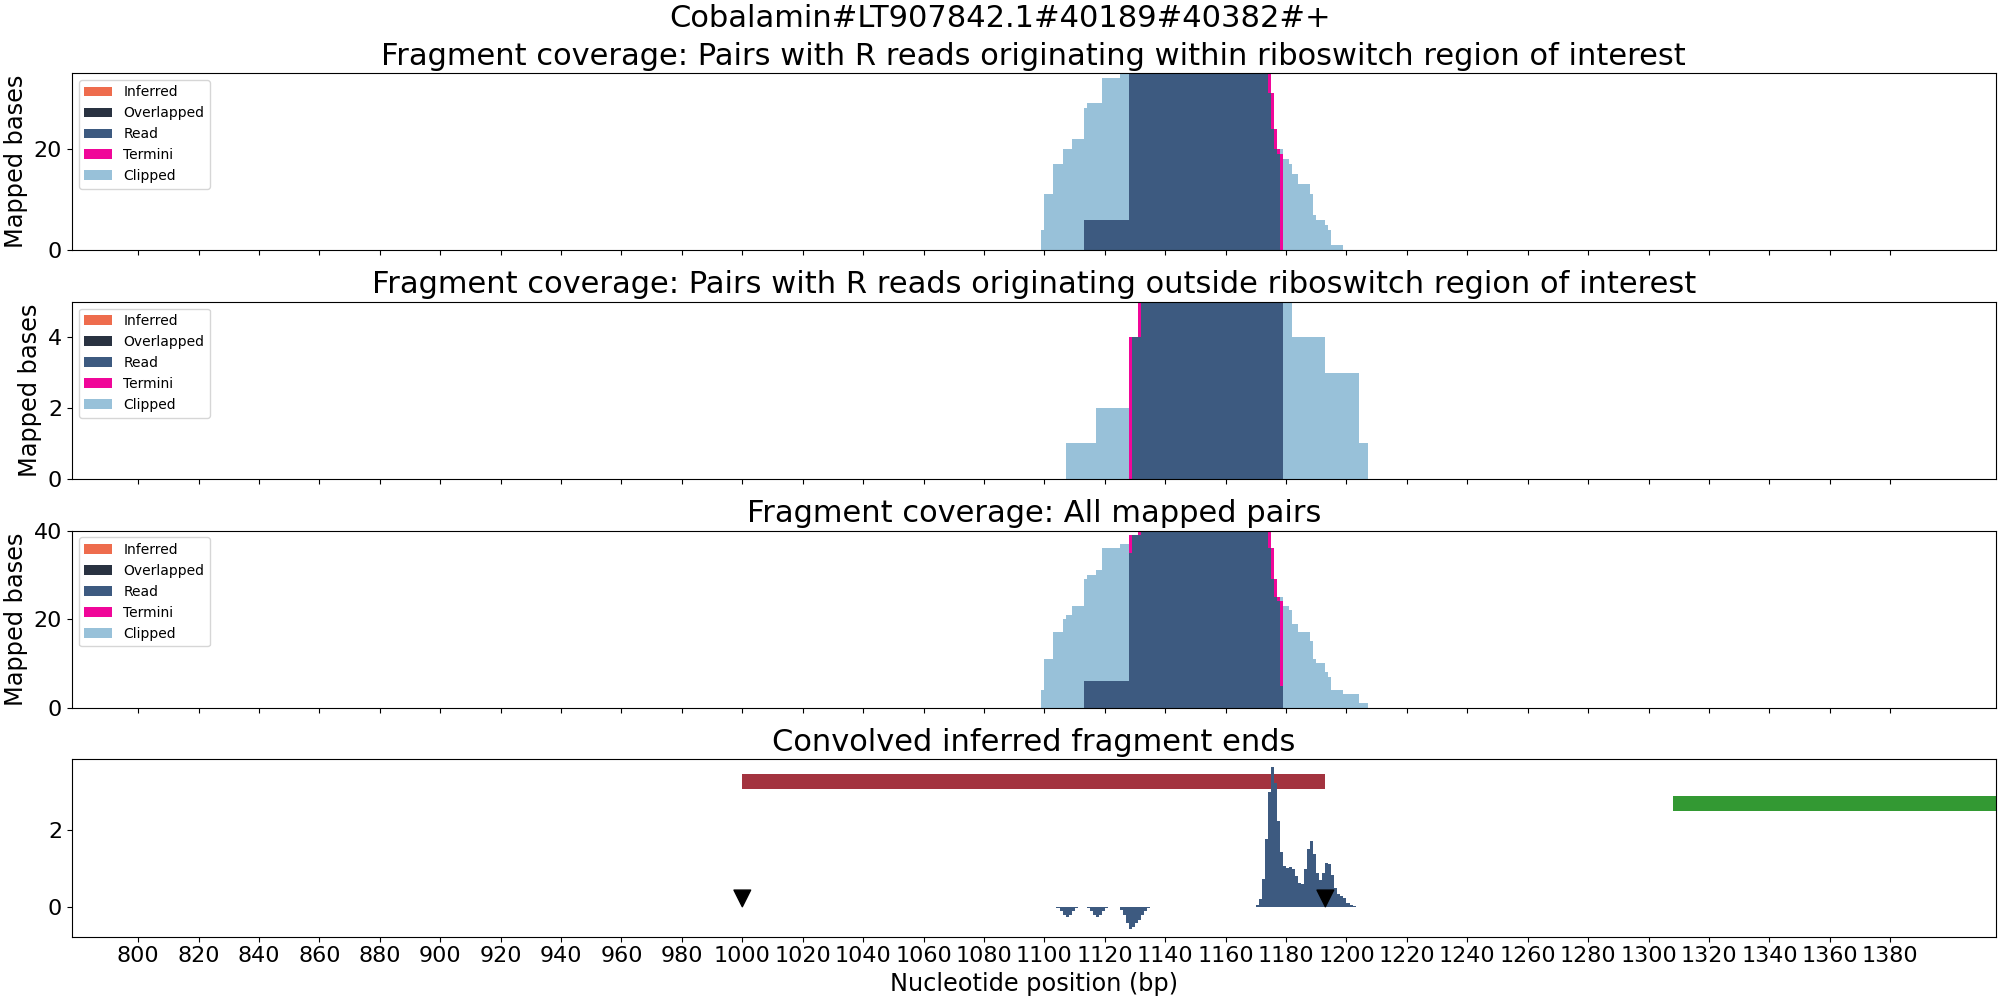 Cobalamin#LT907842.1#40189#40382#+
Fragment coverage: Pairs with R reads originating within riboswitch region of interest
Mapped bases
20
0
Inferred
Overlapped
Read
Termini
Clipped
Fragment coverage: Pairs with R reads originating outside riboswitch region of interest
Mapped bases
4
2
0
Inferred
Overlapped
Read
Termini
Clipped
Fragment coverage: All mapped pairs
Mapped bases
40
20
0
Inferred
Overlapped
Read
Termini
Clipped
Convolved inferred fragment ends
2
0
800 820 840 860 880 900 920 940 960 980 1000 1020 1040 1060 1080 1100 1120 1140 1160 1180 1200 1220 1240 1260 1280 1300 1320 1340 1360 1380
Nucleotide position (bp)